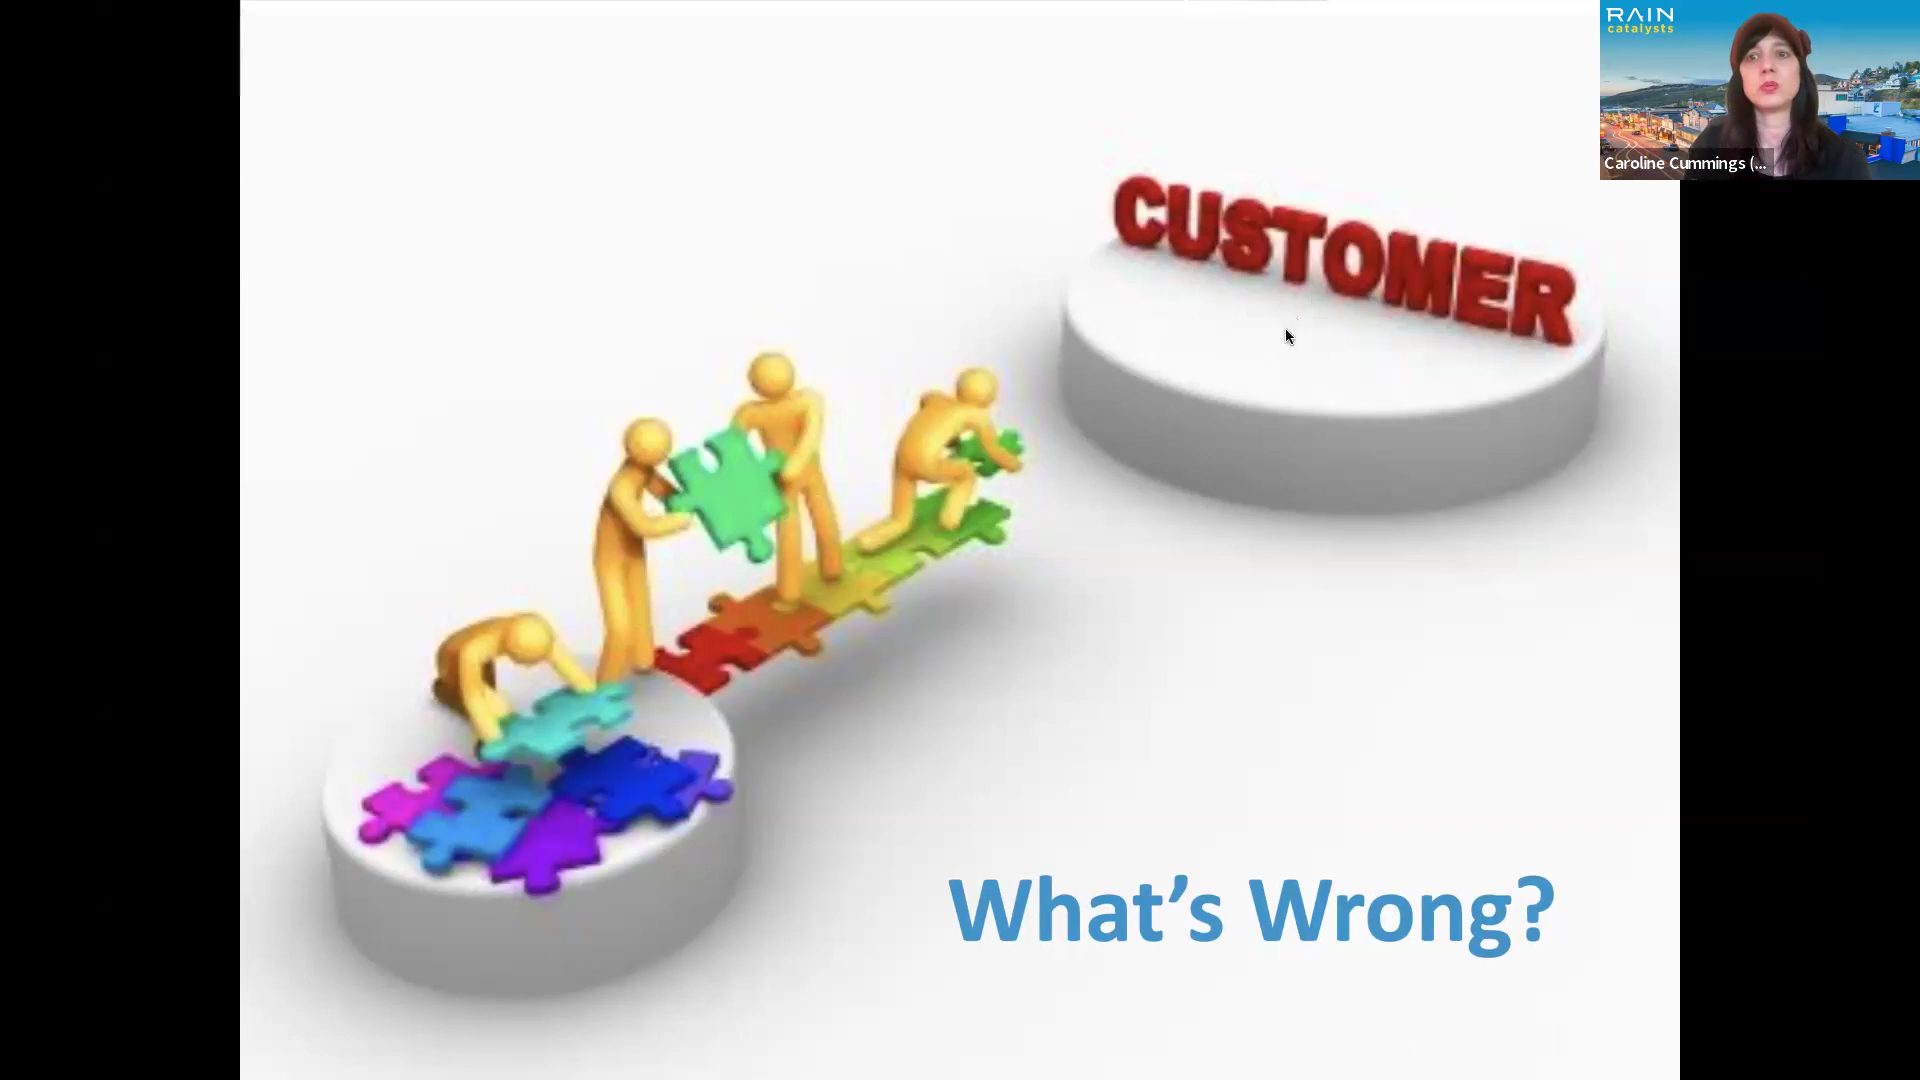 RAIN
catalysts
Caroline Cummings (...
CUSTOMER
What’s Wrong?